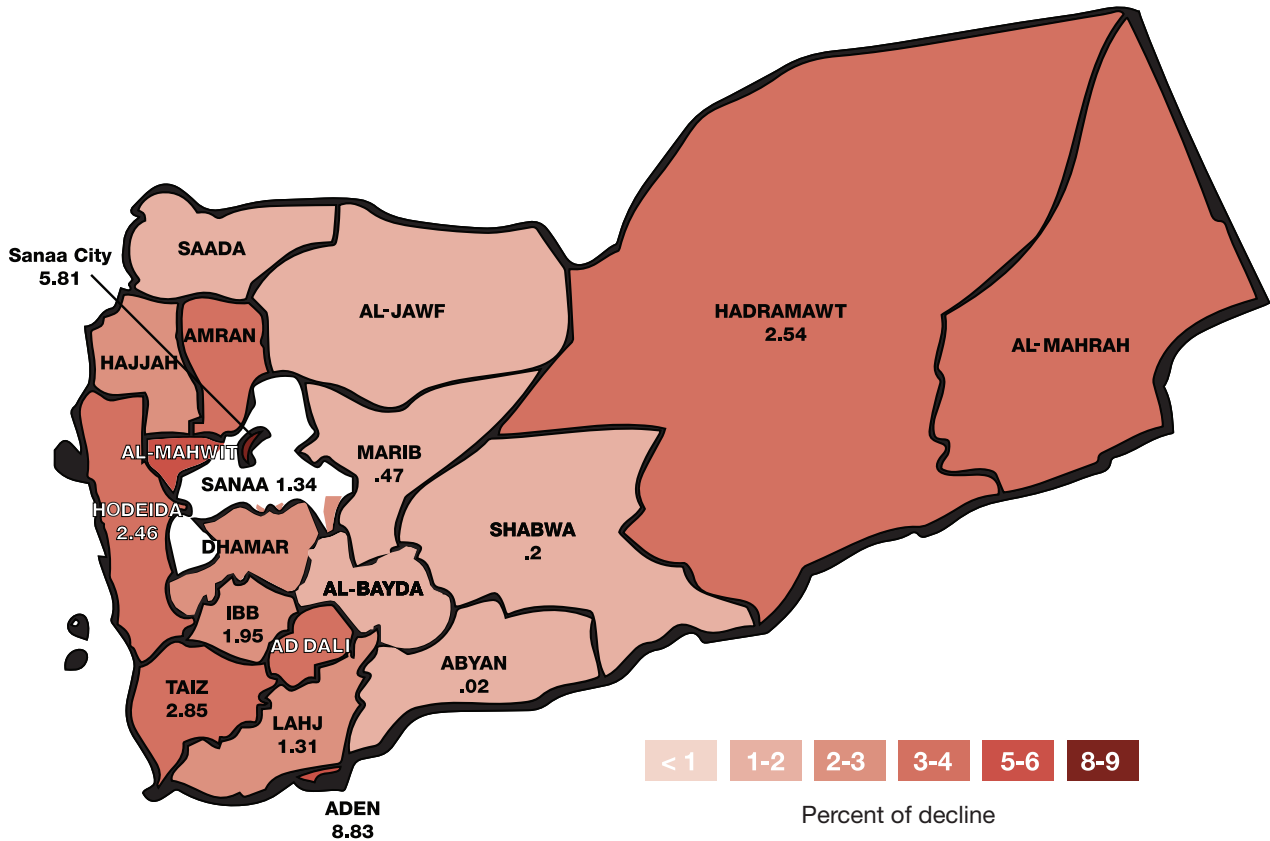 SAADA
Sanaa City
5.81
AL-JAWF
HADRAMAWT
2.54
AMRAN
AL-MAHRAH
HAJJAH
AL-MAHWIT
MARIB
.47
SANAA 1.34
HODEIDA
2.46
SHABWA
.2
DHAMAR
AL-BAYDA
IBB
1.95
AD DALI
ABYAN
.02
TAIZ
2.85
LAHJ
1.31
ADEN
8.83
< 1 1-2 2-3 3-4 5-6 8-9
Percent of decline